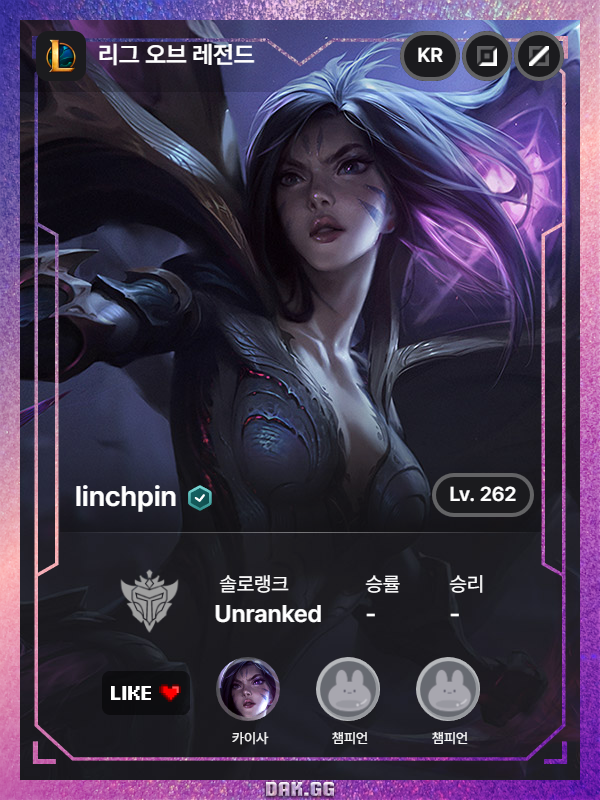 리그 오브 레전드
KR
linchpin
Lv. 262
솔로랭크 승률 승리
Unranked - -
LIKE
카이사 챔피언 챔피언
DAK.GG